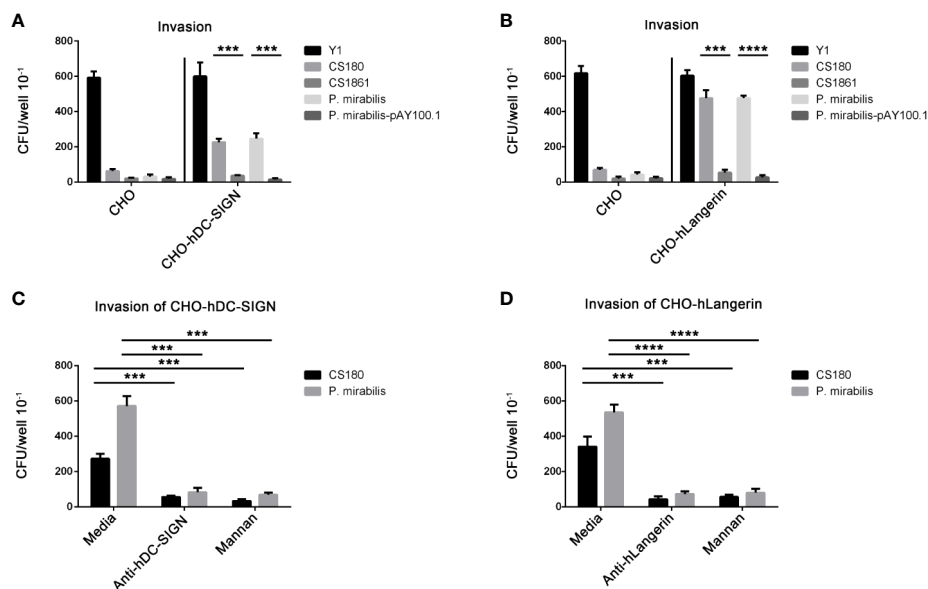 A
Invasion
CFU/well 10⁻¹
800
600
400
200
0
*** ***
CHO
CHO-hDC-SIGN
Y1
CS180
CS1861
P. mirabilis
P. mirabilis-pAY100.1
B
Invasion
CFU/well 10⁻¹
800
600
400
200
0
*** ****
CHO
CHO-hLangerin
Y1
CS180
CS1861
P. mirabilis
P. mirabilis-pAY100.1
C
Invasion of CHO-hDC-SIGN
CFU/well 10⁻¹
800
600
400
200
0
***
***
***
***
Media
Anti-hDC-SIGN
Mannan
CS180
P. mirabilis
D
Invasion of CHO-hLangerin
CFU/well 10⁻¹
800
600
400
200
0
****
****
***
***
Media
Anti-hLangerin
Mannan
CS180
P. mirabilis